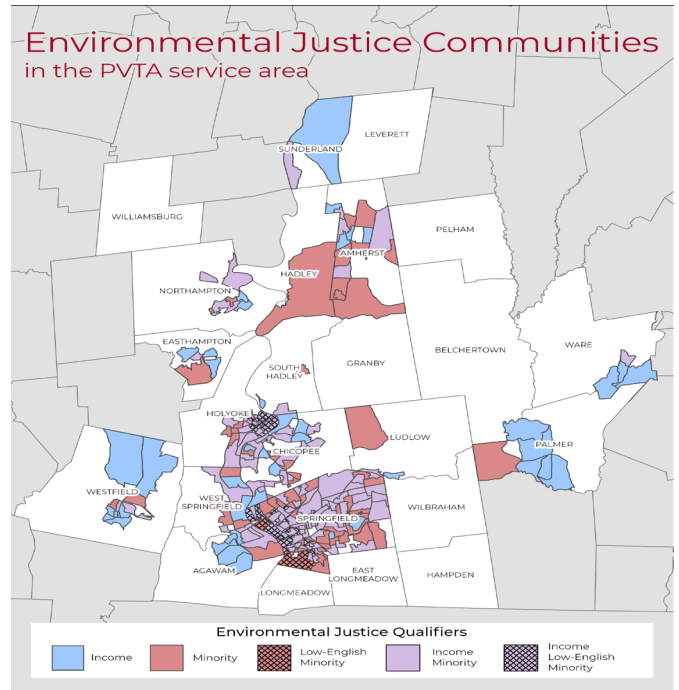 Environmental Justice Communities
in the PVTA service area
LEVERETT
SUNDERLAND
WILLIAMSBURG
PELHAM
AMHERST
HADLEY
NORTHAMPTON
EASTHAMPTON
WARE
BELCHERTOWN
GRANBY
SOUTH
HADLEY
HOLYOKE
LUDLOW
PALMER
CHICOPEE
WESTFIELD
WEST
SPRINGFIELD
WILBRAHAM
SPRINGFIELD
AGAWAM
EAST
LONGMEADOW
HAMPDEN
LONGMEADOW
Environmental Justice Qualifiers
Income
Minority
Low-English
Minority
Income
Minority
Income
Low-English
Minority